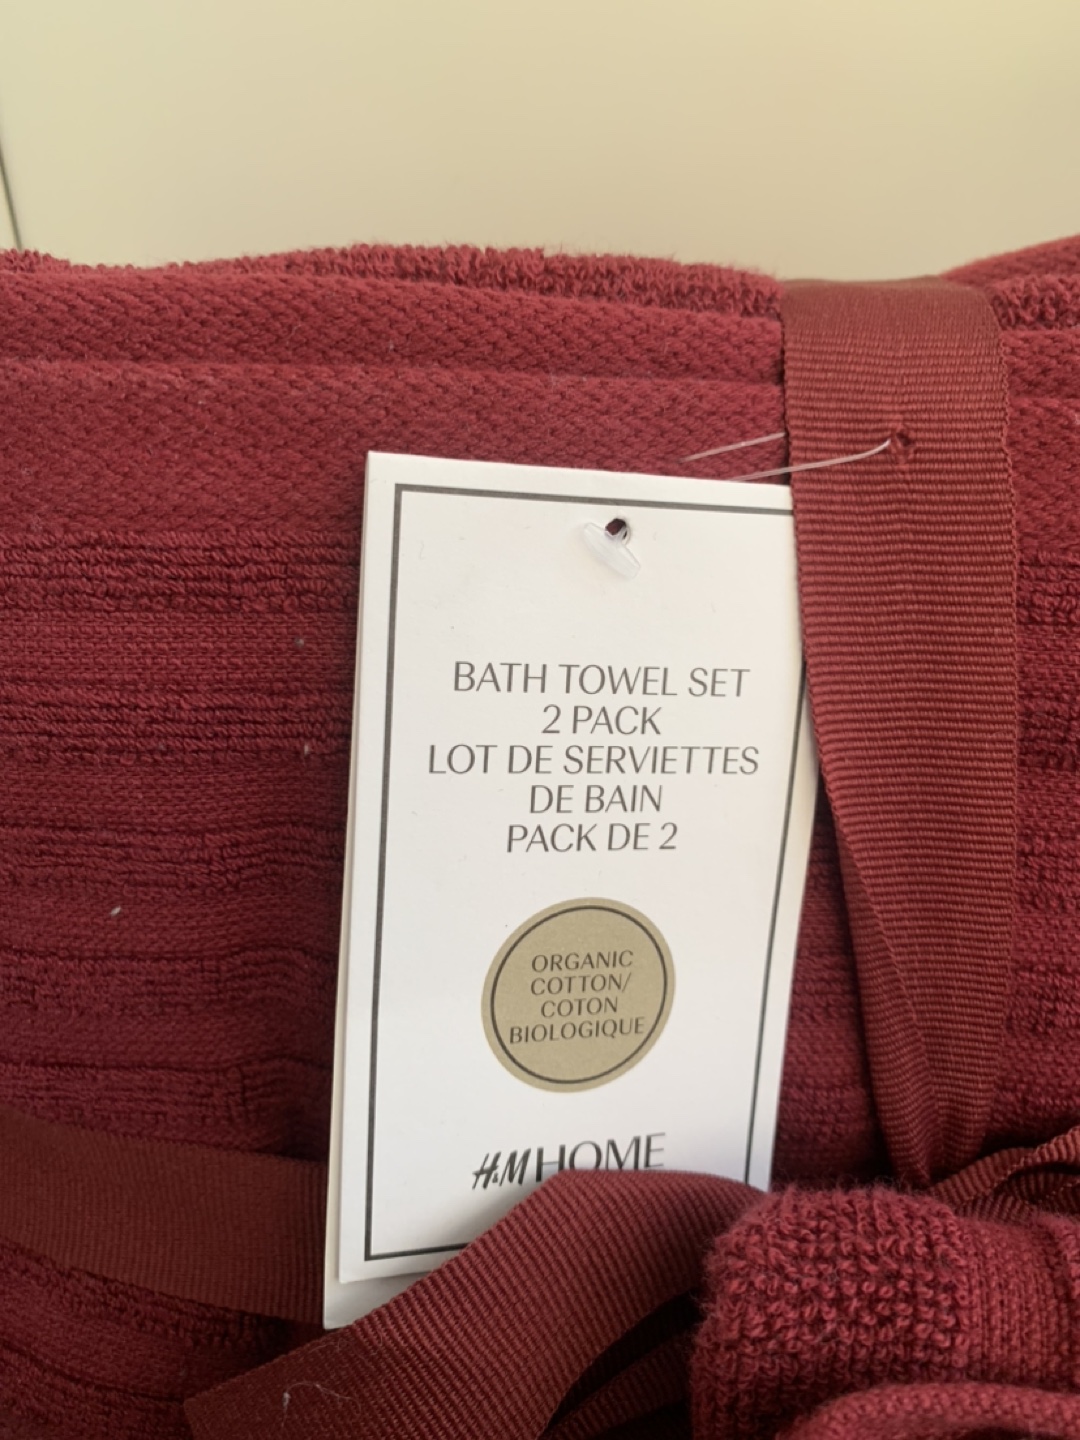 BATH TOWEL SET
2 PACK
LOT DE SERVIETTES
DE BAIN
PACK DE 2
ORGANIC
COTTON/
COTON
BIOLOGIQUE
H&M HOME